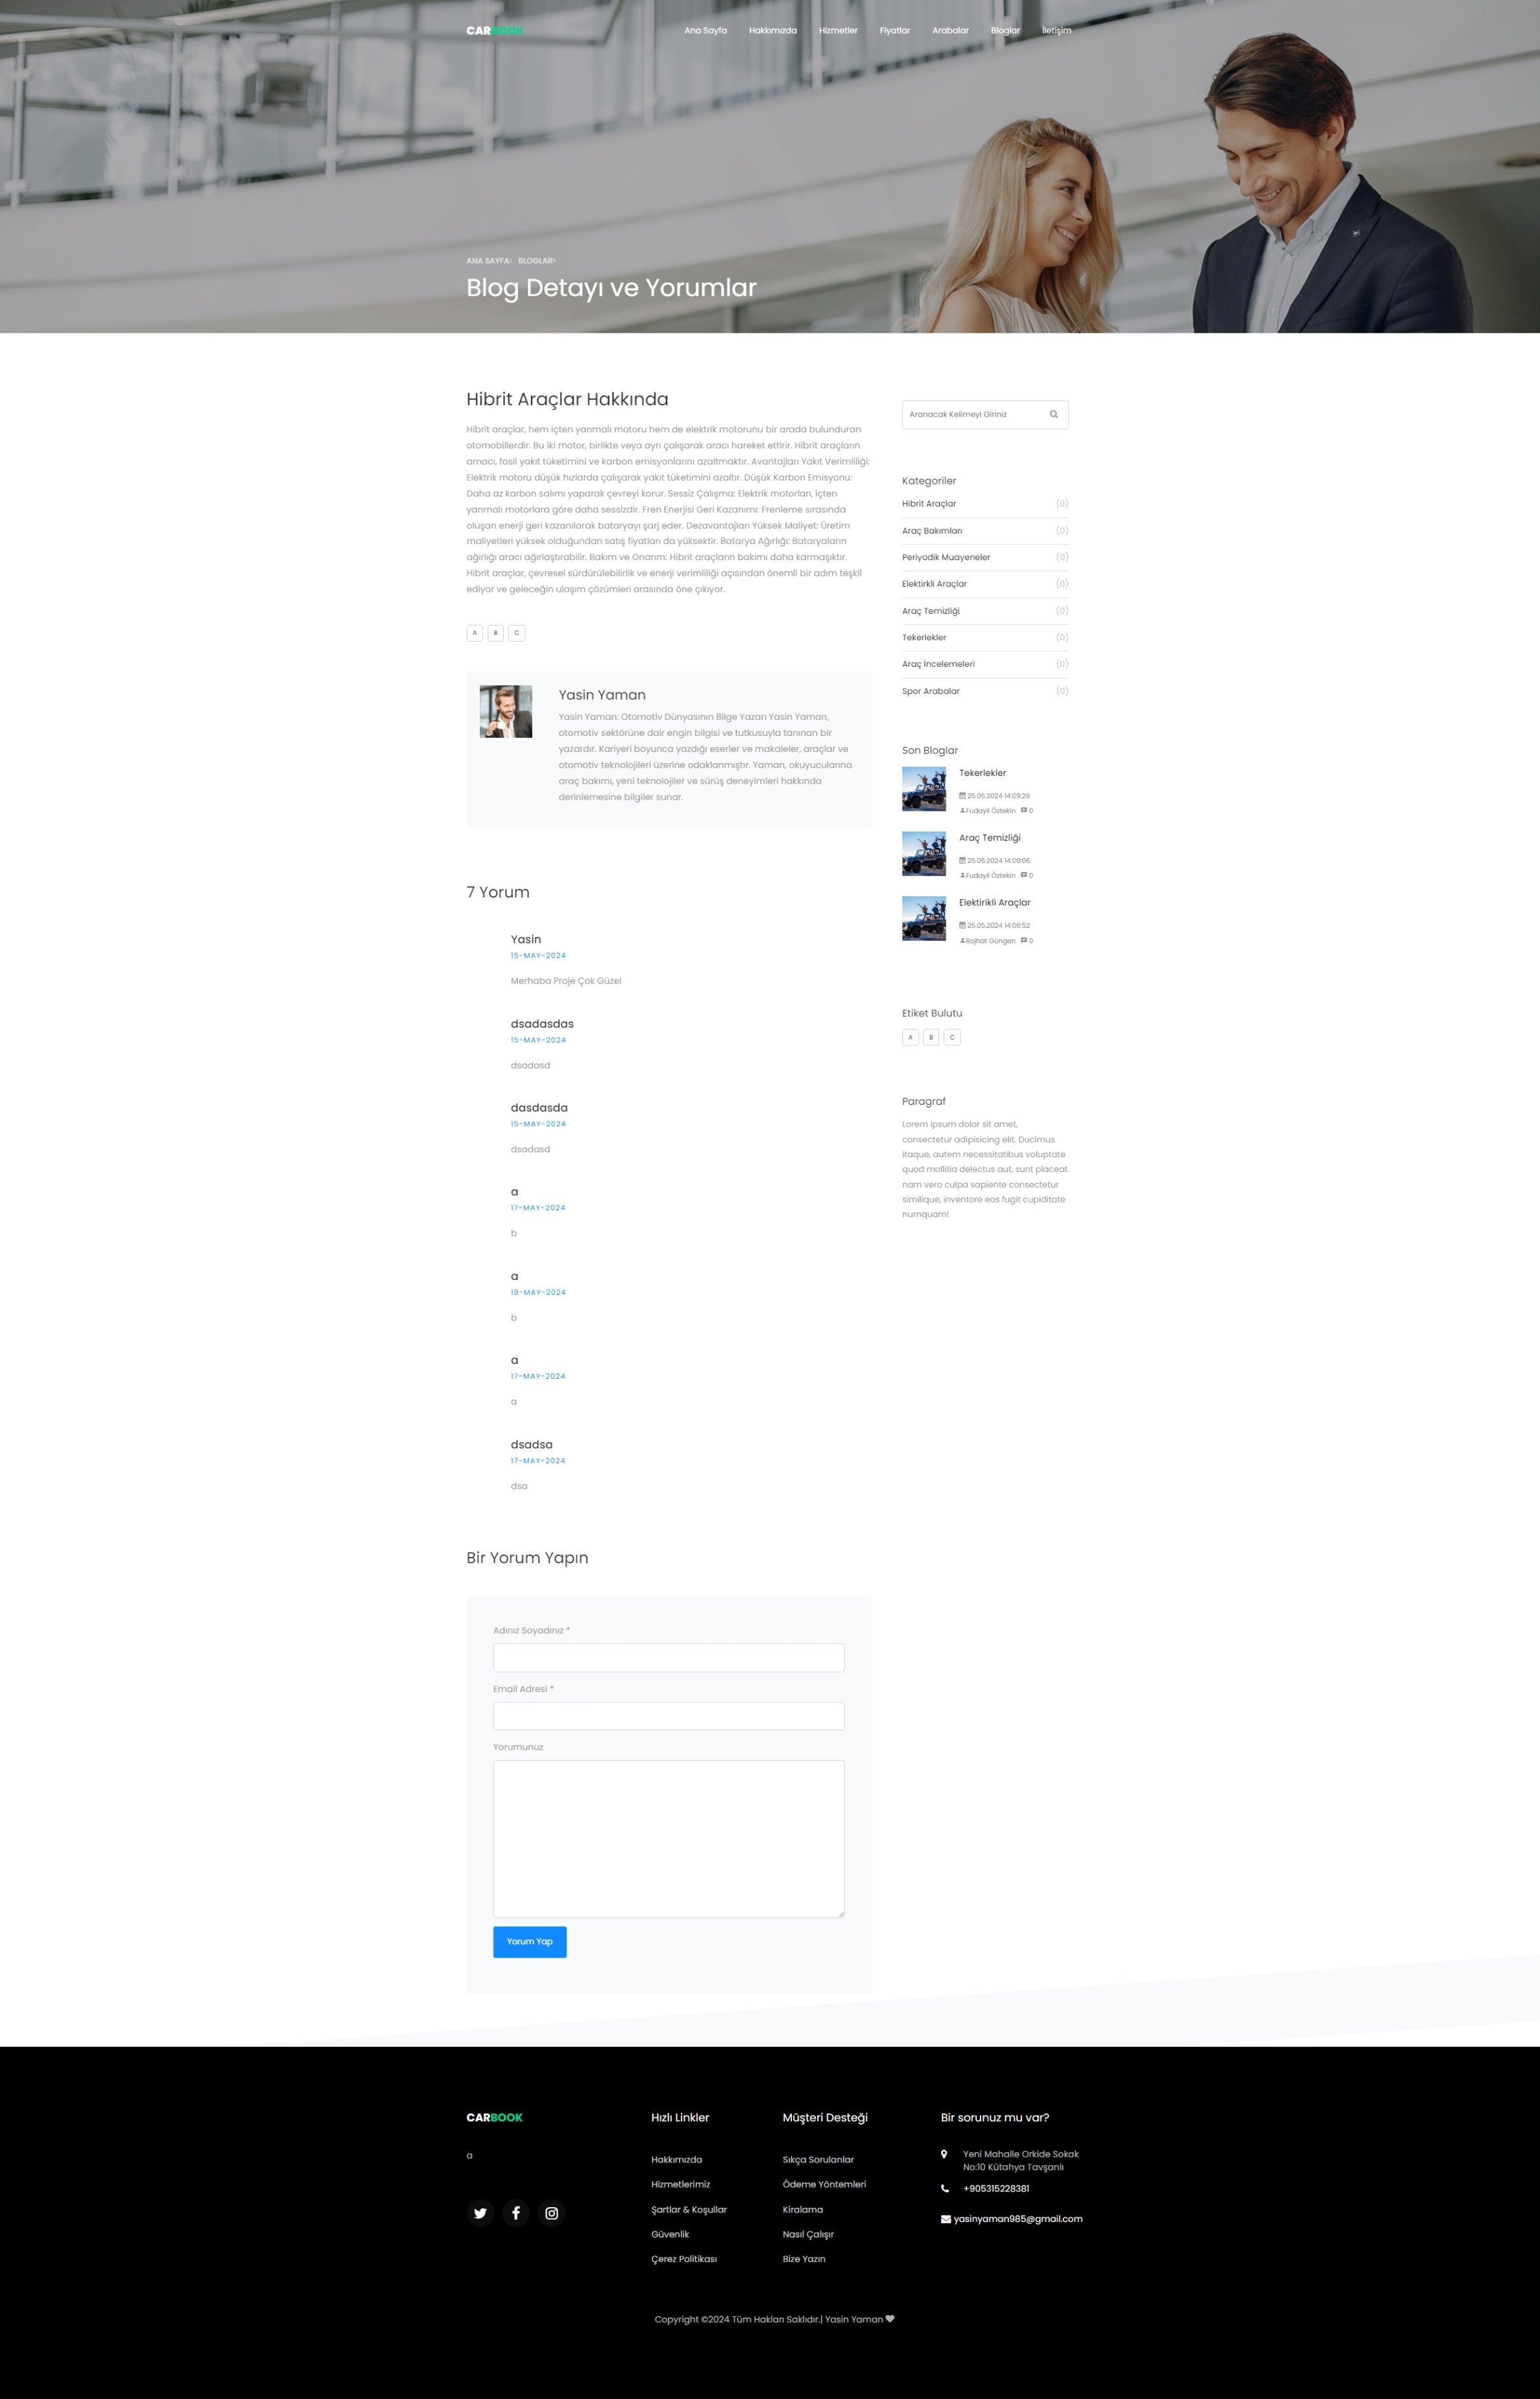 CARBOOK
Ana Sayfa Hakkımızda Hizmetler Fiyatlar Arabalar Bloglar İletişim
ANA SAYFA› BLOGLAR›
Blog Detayı ve Yorumlar
Hibrit Araçlar Hakkında
Hibrit araçlar, hem içten yanmalı motoru hem de elektrik motorunu bir arada bulunduran
otomobillerdir. Bu iki motor, birlikte veya ayrı çalışarak aracı hareket ettirir. Hibrit araçların
amacı, fosil yakıt tüketimini ve karbon emisyonlarını azaltmaktır. Avantajları Yakıt Verimliliği:
Elektrik motoru düşük hızlarda çalışarak yakıt tüketimini azaltır. Düşük Karbon Emisyonu:
Daha az karbon salımı yaparak çevreyi korur. Sessiz Çalışma: Elektrik motorları, içten
yanmalı motorlara göre daha sessizdir. Fren Enerjisi Geri Kazanımı: Frenleme sırasında
oluşan enerji geri kazanılarak bataryayı şarj eder. Dezavantajları Yüksek Maliyet: Üretim
maliyetleri yüksek olduğundan satış fiyatları da yüksektir. Batarya Ağırlığı: Bataryaların
ağırlığı aracı ağırlaştırabilir. Bakım ve Onarım: Hibrit araçların bakımı daha karmaşıktır.
Hibrit araçlar, çevresel sürdürülebilirlik ve enerji verimliliği açısından önemli bir adım teşkil
ediyor ve geleceğin ulaşım çözümleri arasında öne çıkıyor.
A B C
Yasin Yaman
Yasin Yaman: Otomotiv Dünyasının Bilge Yazarı Yasin Yaman,
otomotiv sektörüne dair engin bilgisi ve tutkusuyla tanınan bir
yazardır. Kariyeri boyunca yazdığı eserler ve makaleler, araçlar ve
otomotiv teknolojileri üzerine odaklanmıştır. Yaman, okuyucularına
araç bakımı, yeni teknolojiler ve sürüş deneyimleri hakkında
derinlemesine bilgiler sunar.
7 Yorum
Yasin
15-MAY-2024
Merhaba Proje Çok Güzel
dsadasdas
15-MAY-2024
dsadasd
dasdasda
15-MAY-2024
dsadasd
a
17-MAY-2024
b
a
18-MAY-2024
b
a
17-MAY-2024
a
dsadsa
17-MAY-2024
dsa
Bir Yorum Yapın
Adınız Soyadınız *
Email Adresi *
Yorumunuz
Yorum Yap
Aranacak Kelimeyi Giriniz
Kategoriler
Hibrit Araçlar (0)
Araç Bakımları (0)
Periyodik Muayeneler (0)
Elektirkli Araçlar (0)
Araç Temizliği (0)
Tekerlekler (0)
Araç İncelemeleri (0)
Spor Arabalar (0)
Son Bloglar
Tekerlekler
25.05.2024 14:09:29
Fudayil Öztekin 0
Araç Temizliği
25.05.2024 14:08:06
Fudayil Öztekin 0
Elektirikli Araçlar
25.05.2024 14:06:52
Rojhat Güngen 0
Etiket Bulutu
A B C
Paragraf
Lorem ipsum dolor sit amet,
consectetur adipisicing elit. Ducimus
itaque, autem necessitatibus voluptate
quod mollitia delectus aut, sunt placeat
nam vero culpa sapiente consectetur
similique, inventore eos fugit cupiditate
numquam!
CARBOOK
a
Hızlı Linkler
Hakkımızda
Hizmetlerimiz
Şartlar & Koşullar
Güvenlik
Çerez Politikası
Müşteri Desteği
Sıkça Sorulanlar
Ödeme Yöntemleri
Kiralama
Nasıl Çalışır
Bize Yazın
Bir sorunuz mu var?
Yeni Mahalle Orkide Sokak
No:10 Kütahya Tavşanlı
+905315228381
yasinyaman985@gmail.com
Copyright ©2024 Tüm Hakları Saklıdır.| Yasin Yaman